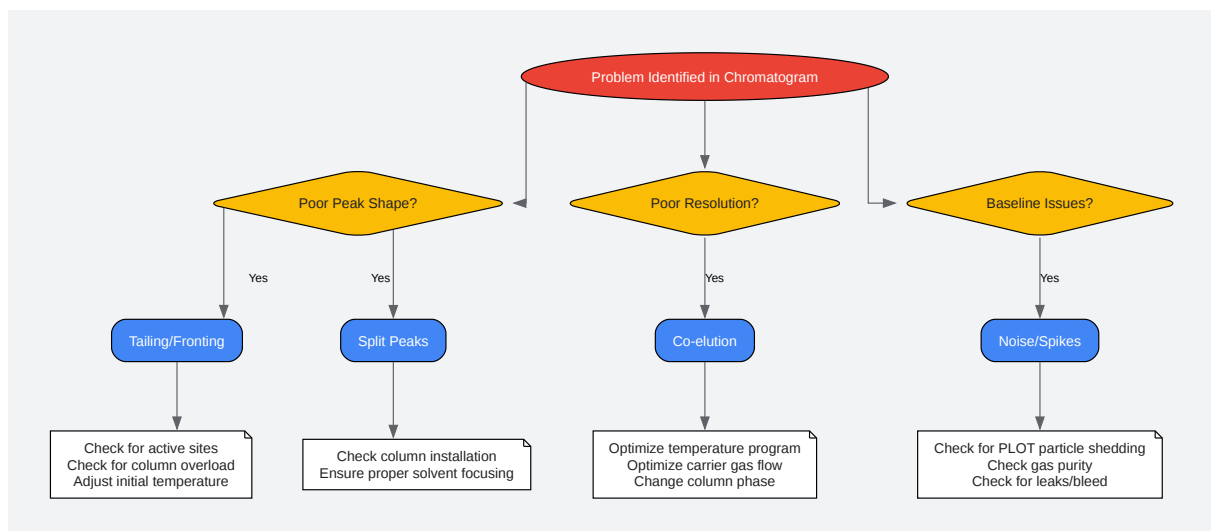 Problem Identified in Chromatogram
Poor Peak Shape?
Poor Resolution?
Baseline Issues?
Yes
Yes
Yes
Yes
Tailing/Fronting
Split Peaks
Co-elution
Noise/Spikes
Check for active sites
Check for column overload
Adjust initial temperature
Check column installation
Ensure proper solvent focusing
Optimize temperature program
Optimize carrier gas flow
Change column phase
Check for PLOT particle shedding
Check gas purity
Check for leaks/bleed